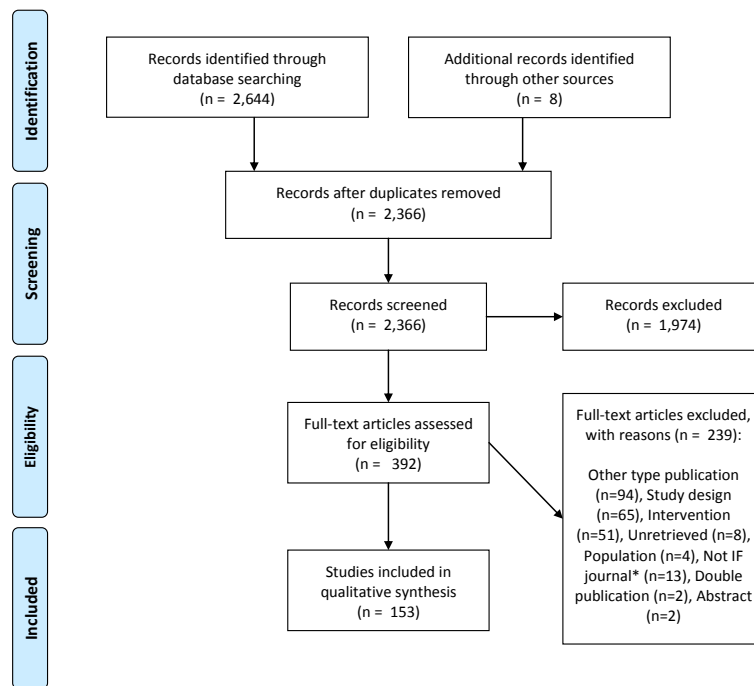 Identification
Records identified through
database searching
(n = 2,644)
Additional records identified
through other sources
(n = 8)
Screening
Records after duplicates removed
(n = 2,366)
Records screened
(n = 2,366)
Records excluded
(n = 1,974)
Eligibility
Full-text articles assessed
for eligibility
(n = 392)
Full-text articles excluded,
with reasons (n = 239):
Other type publication
(n=94), Study design
(n=65), Intervention
(n=51), Unretrieved (n=8),
Population (n=4), Not IF
journal* (n=13), Double
publication (n=2), Abstract
(n=2)
Included
Studies included in
qualitative synthesis
(n = 153)